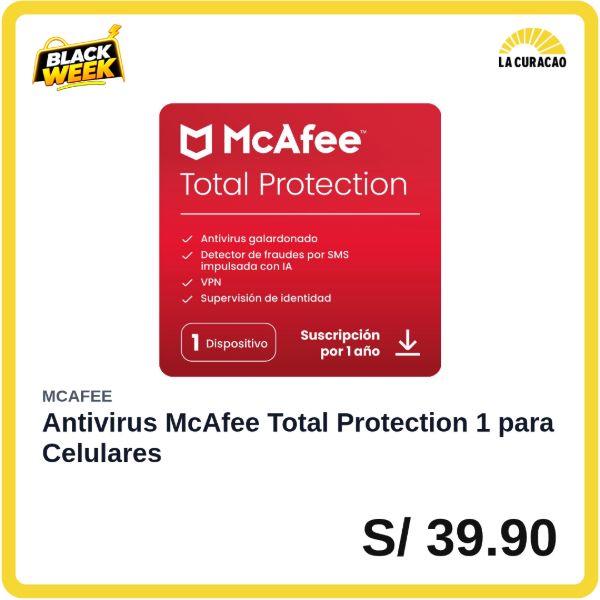 BLACK
WEEK
LA CURACAO
McAfee™
Total Protection
Antivirus galardonado
Detector de fraudes por SMS
impulsada con IA
VPN
Supervisión de identidad
1 Dispositivo
Suscripción
por 1 año
MCAFEE
Antivirus McAfee Total Protection 1 para
Celulares
S/ 39.90